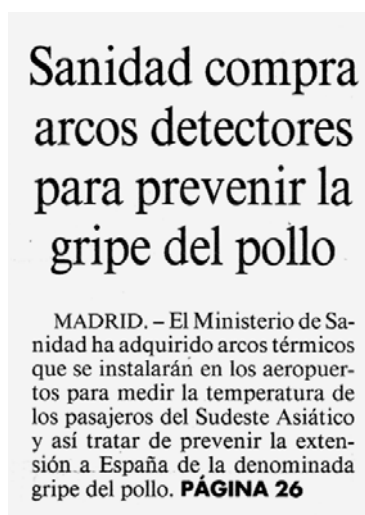 Sanidad compra
arcos detectores
para prevenir la
gripe del pollo
MADRID. – El Ministerio de Sa-
nidad ha adquirido arcos térmicos
que se instalarán en los aeropuer-
tos para medir la temperatura de
los pasajeros del Sudeste Asiático
y así tratar de prevenir la exten-
sión a España de la denominada
gripe del pollo. PÁGINA 26